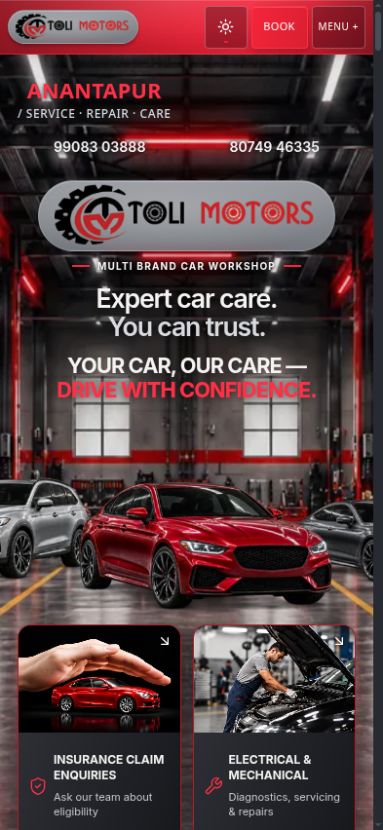 TOLI MOTORS
BOOK
MENU +
ANANTAPUR
/ SERVICE · REPAIR · CARE
99083 03888
80749 46335
TOLI MOTORS
MULTI BRAND CAR WORKSHOP
Expert car care.
You can trust.
YOUR CAR, OUR CARE —
DRIVE WITH CONFIDENCE.
INSURANCE CLAIM
ENQUIRIES
Ask our team about
eligibility
ELECTRICAL &
MECHANICAL
Diagnostics, servicing
& repairs